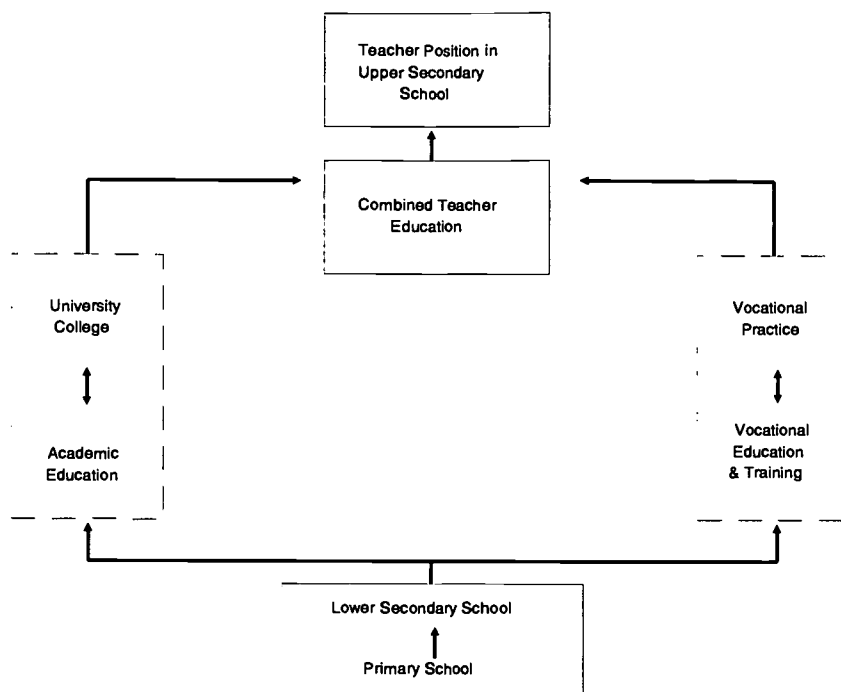 Teacher Position in
Upper Secondary
School
Combined Teacher
Education
University
College
Academic
Education
Vocational
Practice
Vocational
Education
& Training
Lower Secondary School
Primary School